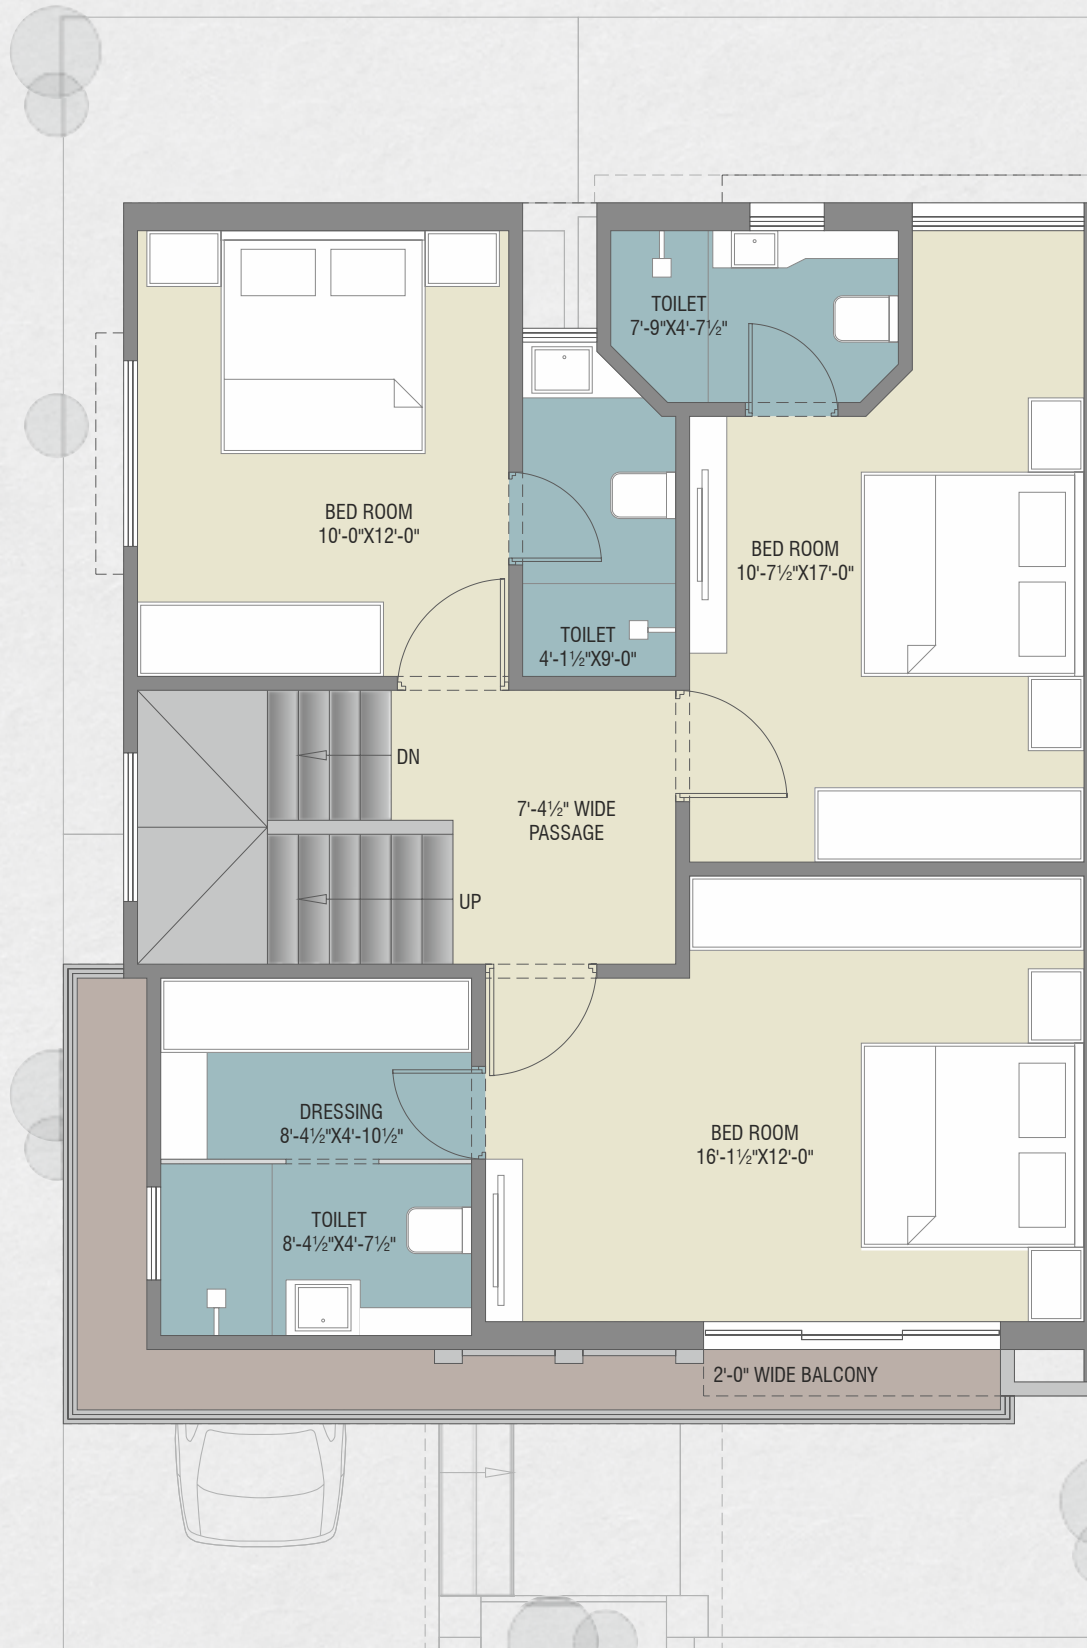 TOILET
7'-9"X4'-7½"
BED ROOM
10'-0"X12'-0"
BED ROOM
10'-7½"X17'-0"
TOILET
4'-1½"X9'-0"
DN
7'-4½" WIDE
PASSAGE
UP
DRESSING
8'-4½"X4'-10½"
BED ROOM
16'-1½"X12'-0"
TOILET
8'-4½"X4'-7½"
2'-0" WIDE BALCONY